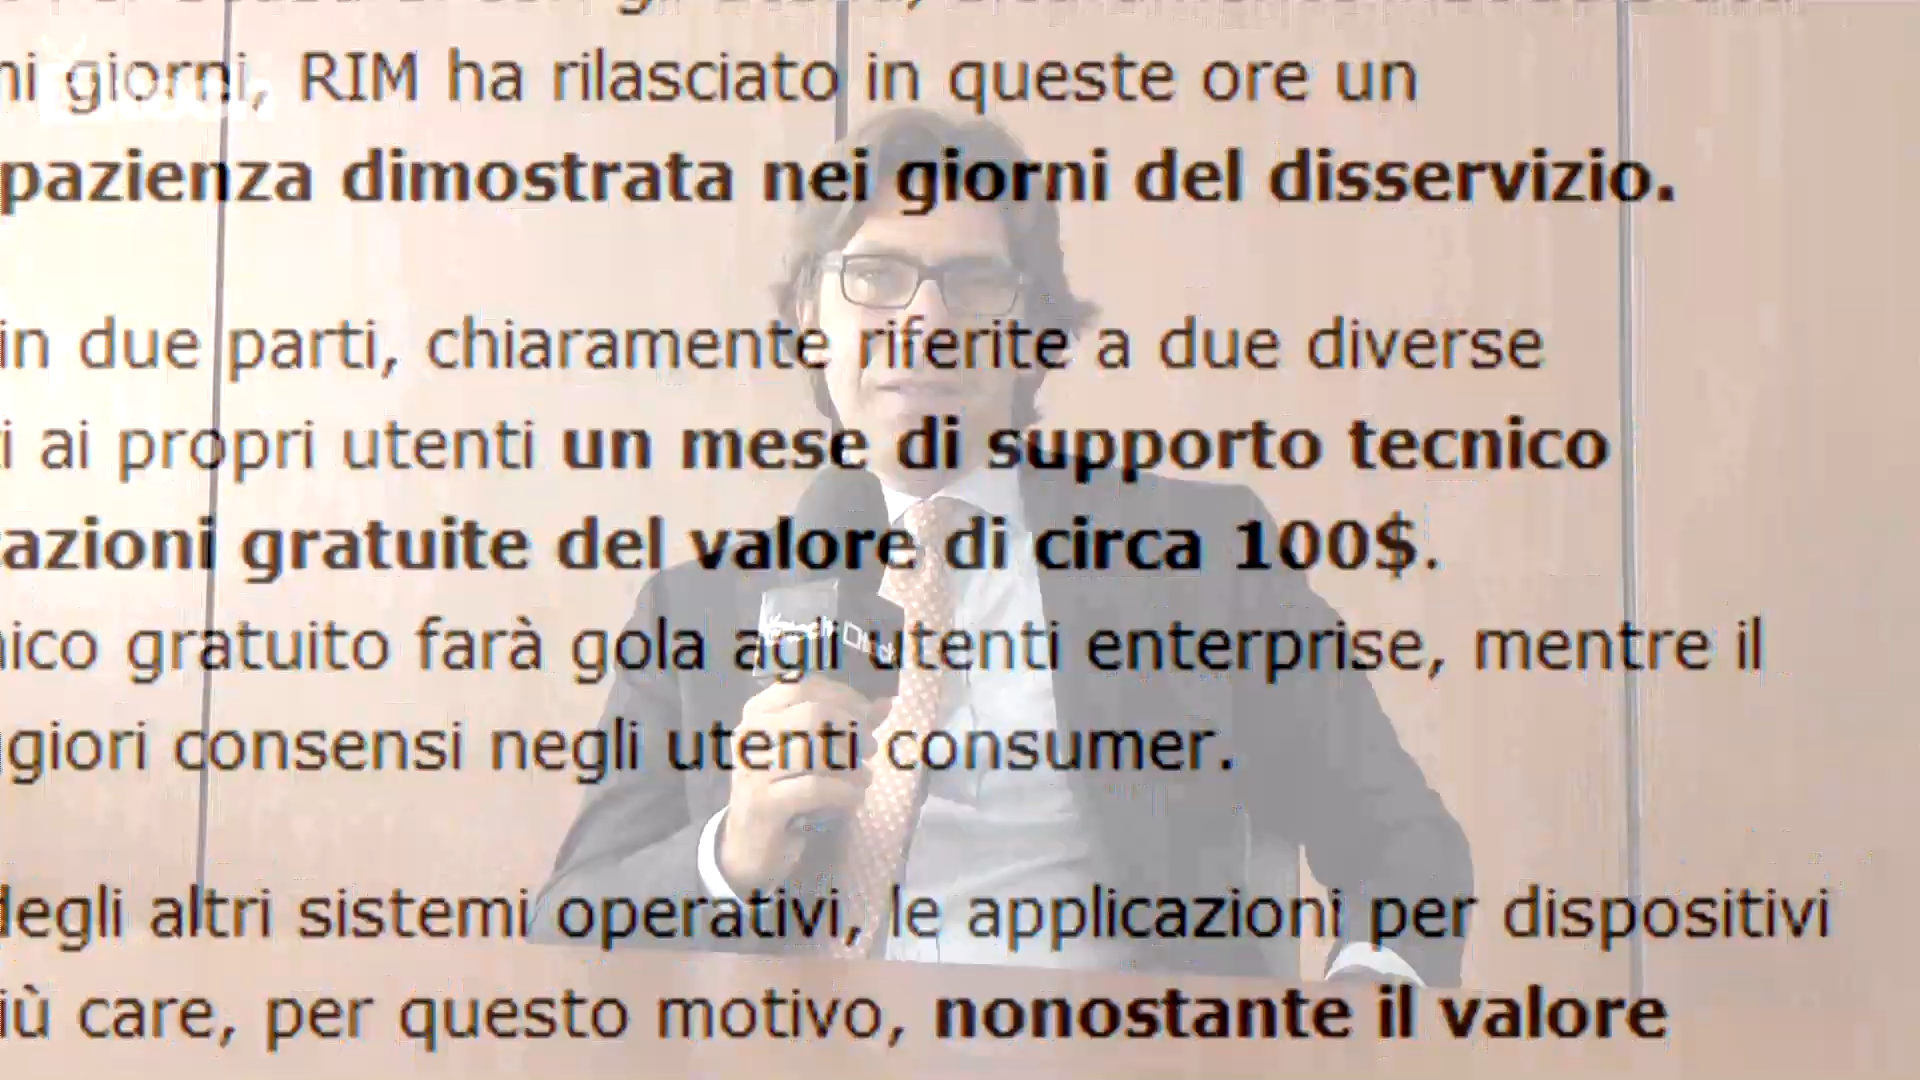 giorni, RIM ha rilasciato in queste ore un
pazienza dimostrata nei giorni del disservizio.
in due parti, chiaramente riferite a due diverse
ai propri utenti un mese di supporto tecnico
azioni gratuite del valore di circa 100$.
ico gratuito farà gola agli utenti enterprise, mentre il
giori consensi negli utenti consumer.
degli altri sistemi operativi, le applicazioni per dispositivi
iù care, per questo motivo, nonostante il valore